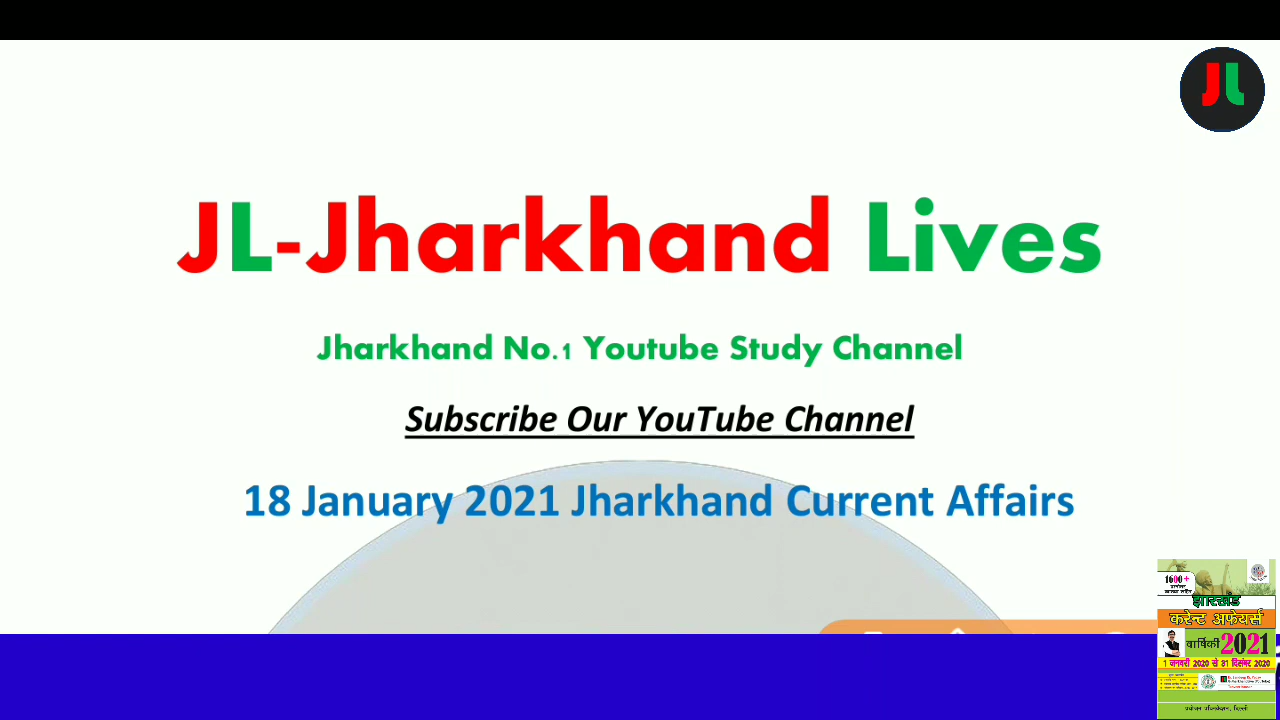 JL
JL-Jharkhand Lives
Jharkhand No.1 Youtube Study Channel
Subscribe Our YouTube Channel
18 January 2021 Jharkhand Current Affairs
1600+
झारखंड
करेन्ट अफेयर्स
वार्षिकी 2021
1 जनवरी 2020 से 31 दिसंबर 2020